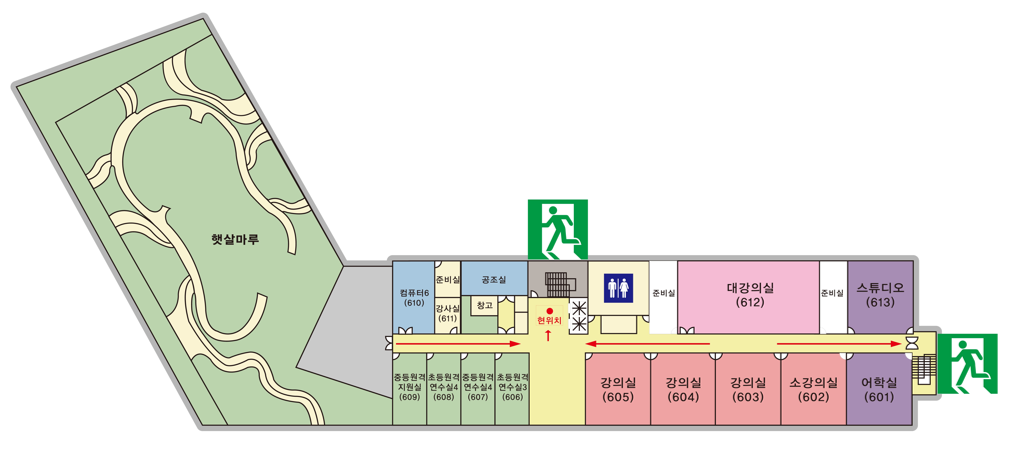 햇살마루
컴퓨터6
(610)
준비실
강사실
(611)
공조실
창고
현위치
준비실
대강의실
(612)
준비실
스튜디오
(613)
중등원격
지원실
(609)
초등원격
연수실4
(608)
중등원격
연수실4
(607)
초등원격
연수실3
(606)
강의실
(605)
강의실
(604)
강의실
(603)
소강의실
(602)
어학실
(601)